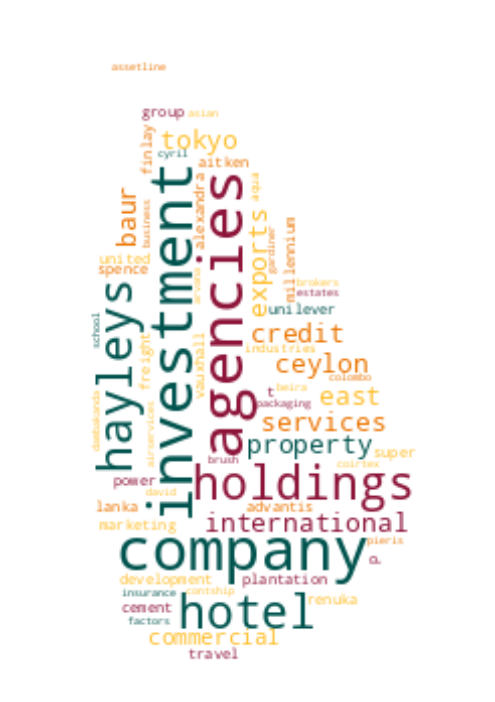 assetline
group
asian
finlay
tokyo
cyril
aitken
investment
agencies
alexandra
aqua
baur
business
exports
gardiner
millennium
united
spence
hayleys
brokers
estates
unilever
school
credit
industries
freight
vauxhall
ceylon
colombo
t
beira
east
packaging
airservices
services
property
super
brush
power
david
holdings
lanka
advantis
marketing
international
company
pieris
a
development
plantation
insurance
contship
renuka
cement
hotel
factors
commercial
travel